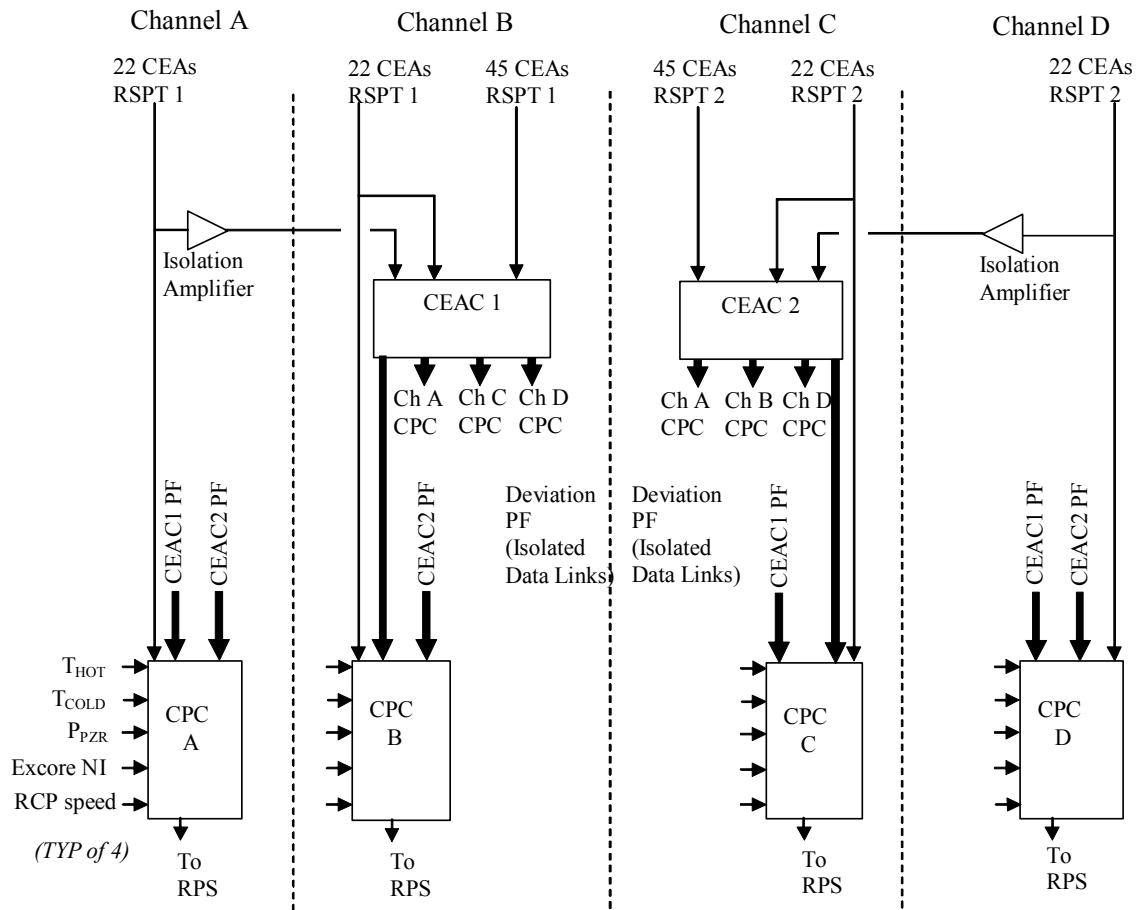 Channel A
Channel B
Channel C
Channel D
22 CEAs
RSPT 1
22 CEAs
RSPT 1
45 CEAs
RSPT 1
45 CEAs
RSPT 2
22 CEAs
RSPT 2
22 CEAs
RSPT 2
Isolation
Amplifier
Isolation
Amplifier
CEAC 1
CEAC 2
Ch A
CPC
Ch C
CPC
Ch D
CPC
Ch A
CPC
Ch B
CPC
Ch D
CPC
CEAC1 PF
CEAC2 PF
CEAC2 PF
Deviation
PF
(Isolated
Data Links)
Deviation
PF
(Isolated
Data Links)
CEAC1 PF
CEAC1 PF
CEAC2 PF
THOT
TCOLD
PPZR
Excore NI
RCP speed
(TYP of 4)
CPC
A
CPC
B
CPC
C
CPC
D
To
RPS
To
RPS
To
RPS
To
RPS